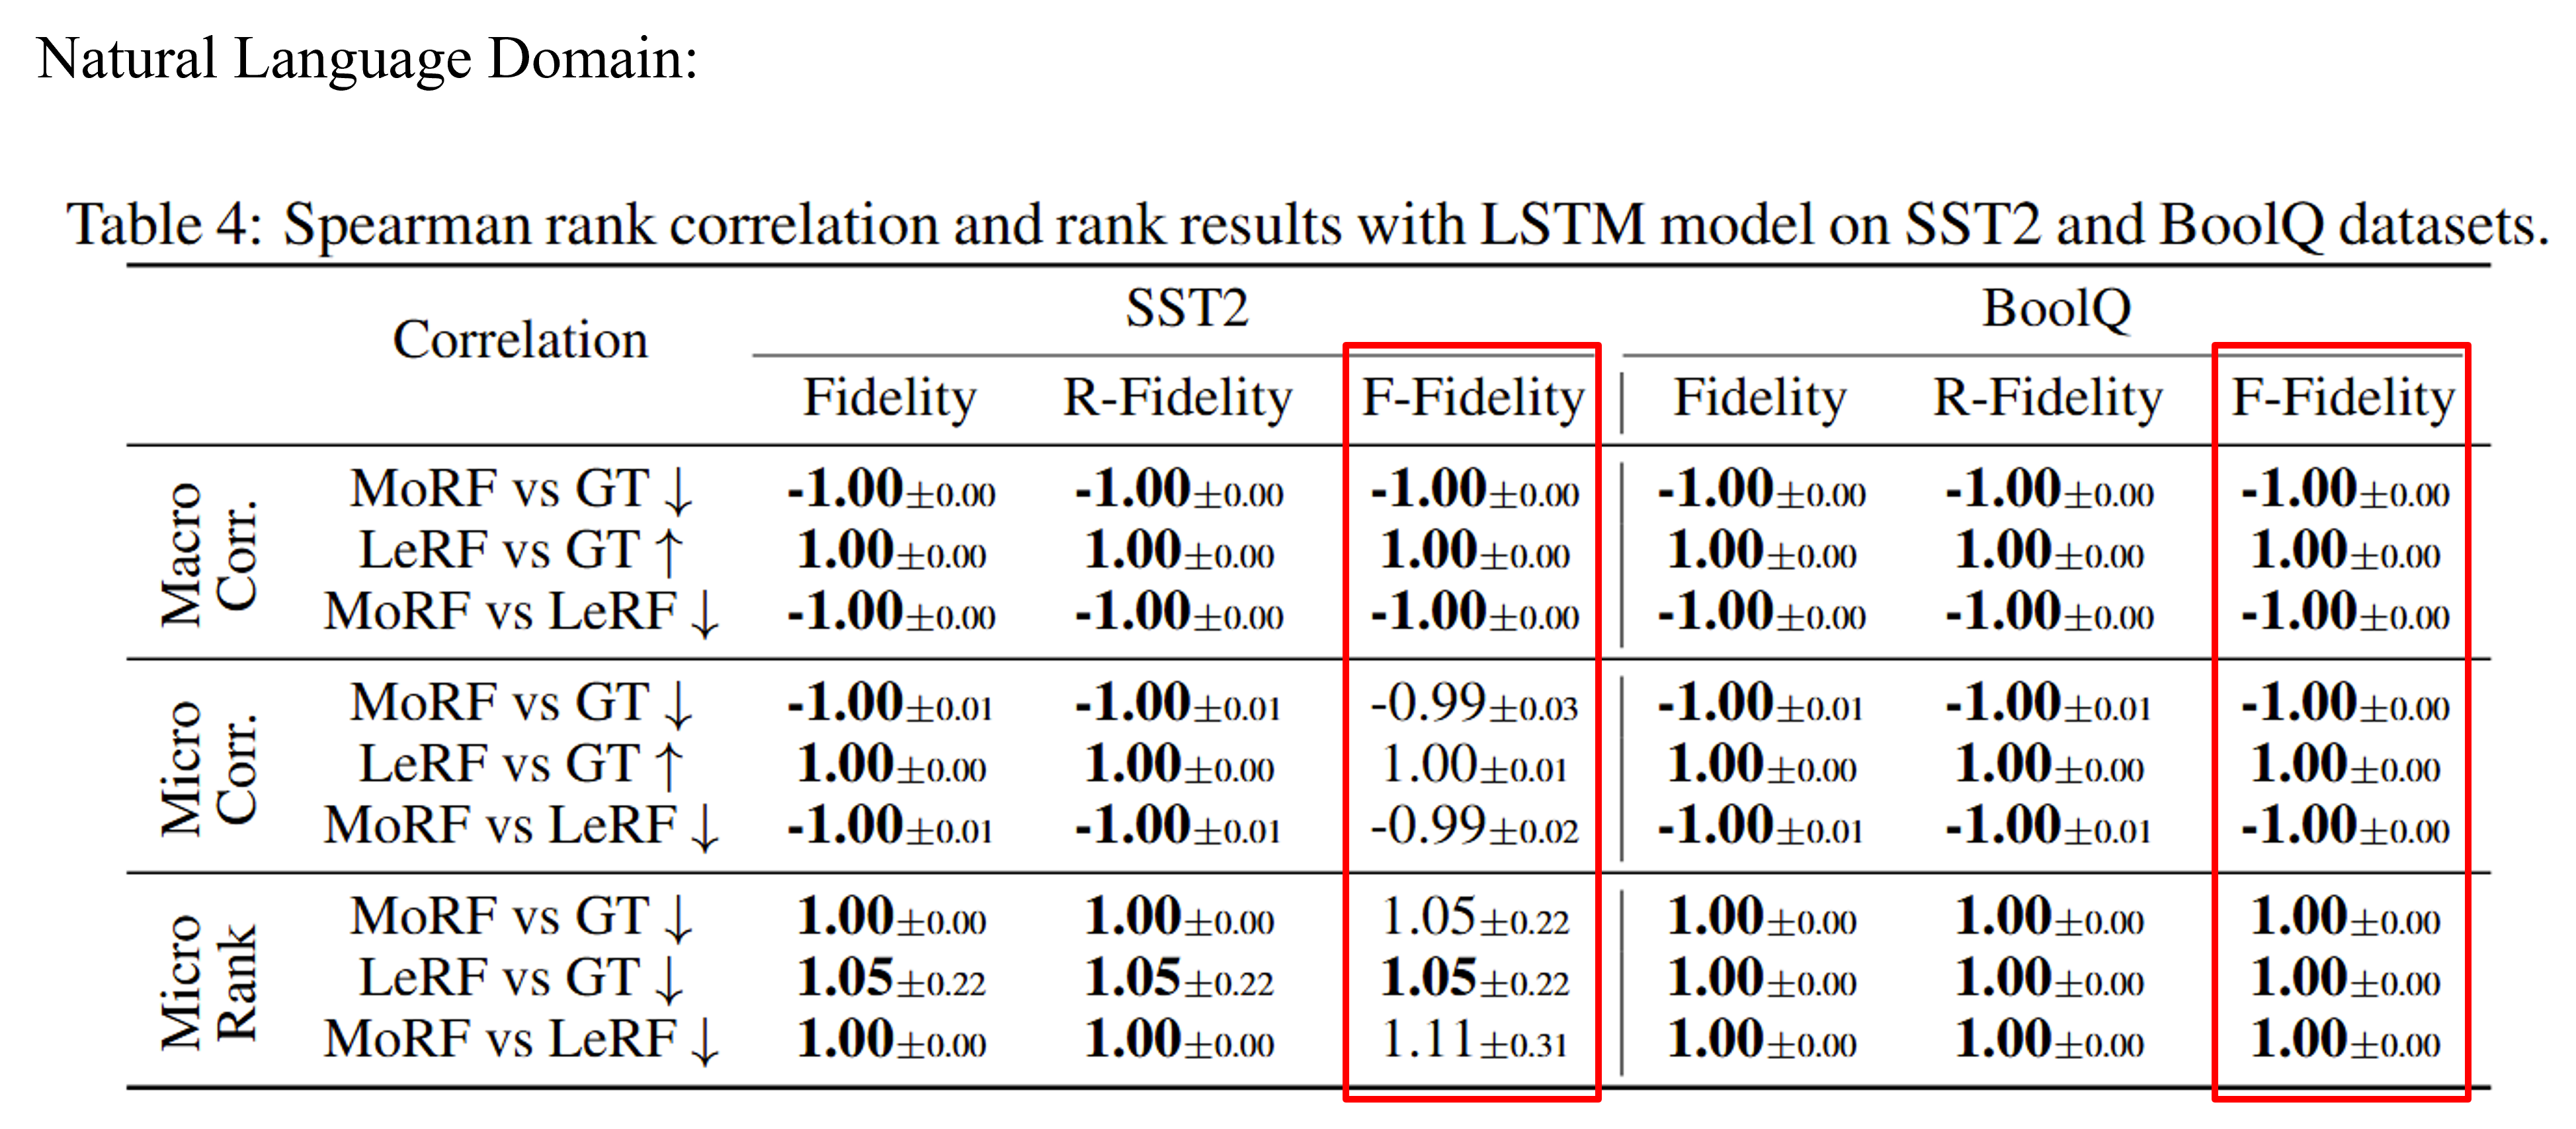 Natural Language Domain:
Table 4: Spearman rank correlation and rank results with LSTM model on SST2 and BoolQ datasets.
Correlation SST2 BoolQ
Fidelity R-Fidelity F-Fidelity Fidelity R-Fidelity F-Fidelity
Macro Corr.
MoRF vs GT ↓ -1.00±0.00 -1.00±0.00 -1.00±0.00 -1.00±0.00 -1.00±0.00 -1.00±0.00
LeRF vs GT ↑ 1.00±0.00 1.00±0.00 1.00±0.00 1.00±0.00 1.00±0.00 1.00±0.00
MoRF vs LeRF ↓ -1.00±0.00 -1.00±0.00 -1.00±0.00 -1.00±0.00 -1.00±0.00 -1.00±0.00
Micro Corr.
MoRF vs GT ↓ -1.00±0.01 -1.00±0.01 -0.99±0.03 -1.00±0.01 -1.00±0.01 -1.00±0.00
LeRF vs GT ↑ 1.00±0.00 1.00±0.00 1.00±0.01 1.00±0.00 1.00±0.00 1.00±0.00
MoRF vs LeRF ↓ -1.00±0.01 -1.00±0.01 -0.99±0.02 -1.00±0.01 -1.00±0.01 -1.00±0.00
Micro Rank
MoRF vs GT ↓ 1.00±0.00 1.00±0.00 1.05±0.22 1.00±0.00 1.00±0.00 1.00±0.00
LeRF vs GT ↓ 1.05±0.22 1.05±0.22 1.05±0.22 1.00±0.00 1.00±0.00 1.00±0.00
MoRF vs LeRF ↓ 1.00±0.00 1.00±0.00 1.11±0.31 1.00±0.00 1.00±0.00 1.00±0.00